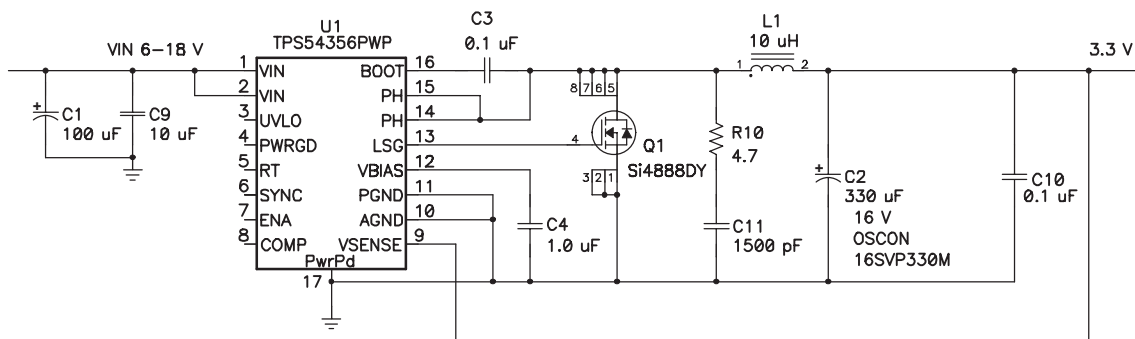 VIN 6–18 V
C1
100 uF
C9
10 uF
U1
TPS54356PWP
1 VIN
2 VIN
3 UVLO
4 PWRGD
5 RT
6 SYNC
7 ENA
8 COMP
BOOT 16
PH 15
PH 14
LSG 13
VBIAS 12
PGND 11
AGND 10
VSENSE 9
PwrPd
17
C3
0.1 uF
C4
1.0 uF
8 7 6 5
4
3 2 1
Q1
Si4888DY
R10
4.7
C11
1500 pF
L1
10 uH
1 2
C2
330 uF
16 V
OSCON
16SVP330M
C10
0.1 uF
3.3 V